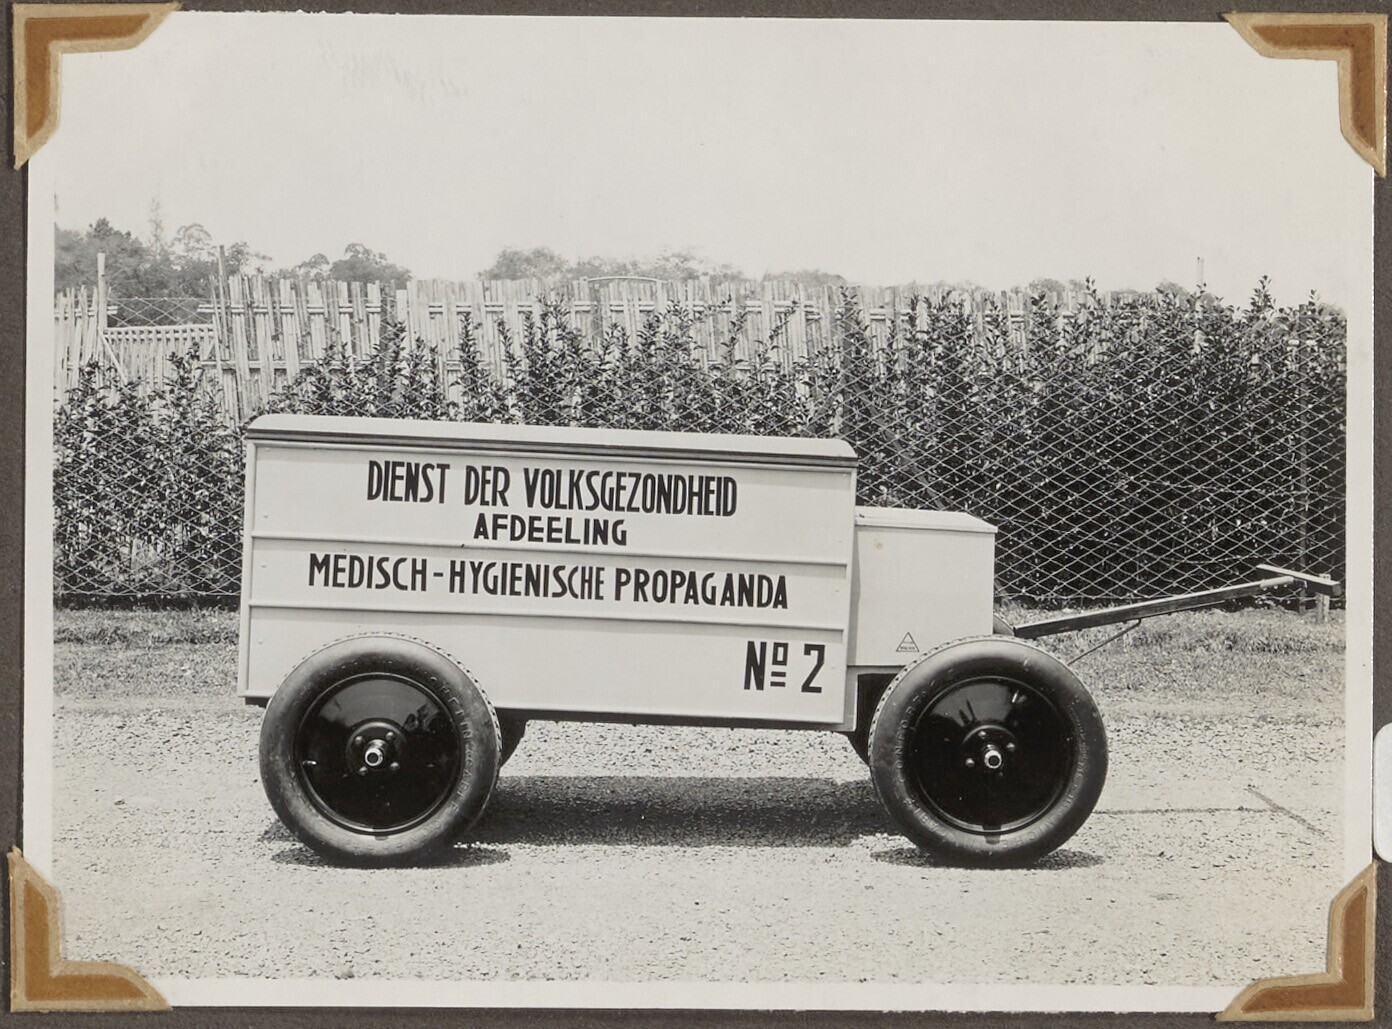 DIENST DER VOLKSGEZONDHEID
AFDEELING
MEDISCH-HYGIENISCHE PROPAGANDA
Nº 2